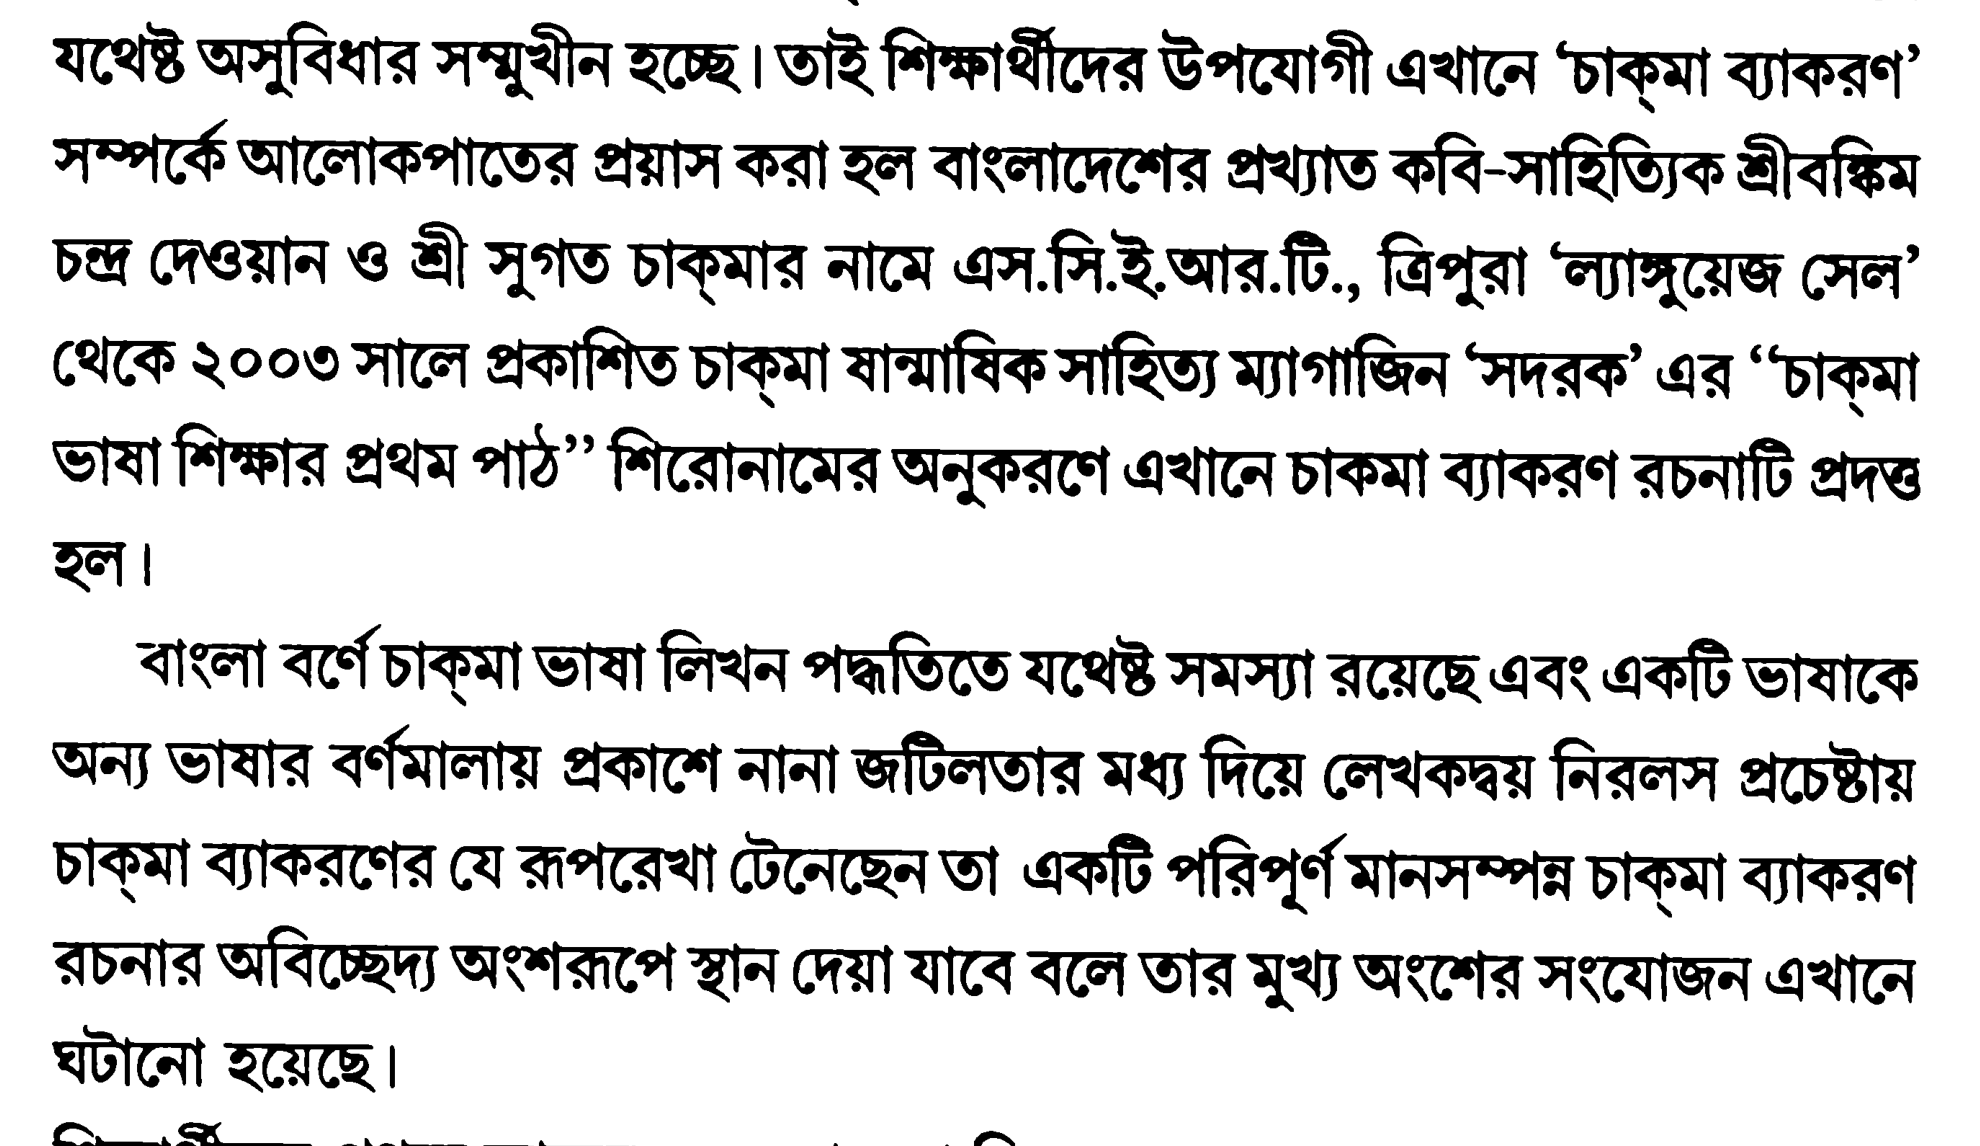 যথেষ্ট অসুবিধার সম্মুখীন হচ্ছে। তাই শিক্ষার্থীদের উপযোগী এখানে ‘চাক্‌মা ব্যাকরণ’
সম্পর্কে আলোকপাতের প্রয়াস করা হল বাংলাদেশের প্রখ্যাত কবি-সাহিত্যিক শ্রীবঙ্কিম
চন্দ্র দেওয়ান ও শ্রী সুগত চাক্‌মার নামে এস.সি.ই.আর.টি., ত্রিপুরা ‘ল্যাঙ্গুয়েজ সেল’
থেকে ২০০৩ সালে প্রকাশিত চাক্‌মা ষান্মাষিক সাহিত্য ম্যাগাজিন ‘সদরক’ এর ‘‘চাক্‌মা
ভাষা শিক্ষার প্রথম পাঠ’’ শিরোনামের অনুকরণে এখানে চাকমা ব্যাকরণ রচনাটি প্রদত্ত
হল।
বাংলা বর্ণে চাক্‌মা ভাষা লিখন পদ্ধতিতে যথেষ্ট সমস্যা রয়েছে এবং একটি ভাষাকে
অন্য ভাষার বর্ণমালায় প্রকাশে নানা জটিলতার মধ্য দিয়ে লেখকদ্বয় নিরলস প্রচেষ্টায়
চাক্‌মা ব্যাকরণের যে রূপরেখা টেনেছেন তা একটি পরিপূর্ণ মানসম্পন্ন চাক্‌মা ব্যাকরণ
রচনার অবিচ্ছেদ্য অংশরূপে স্থান দেয়া যাবে বলে তার মুখ্য অংশের সংযোজন এখানে
ঘটানো হয়েছে।